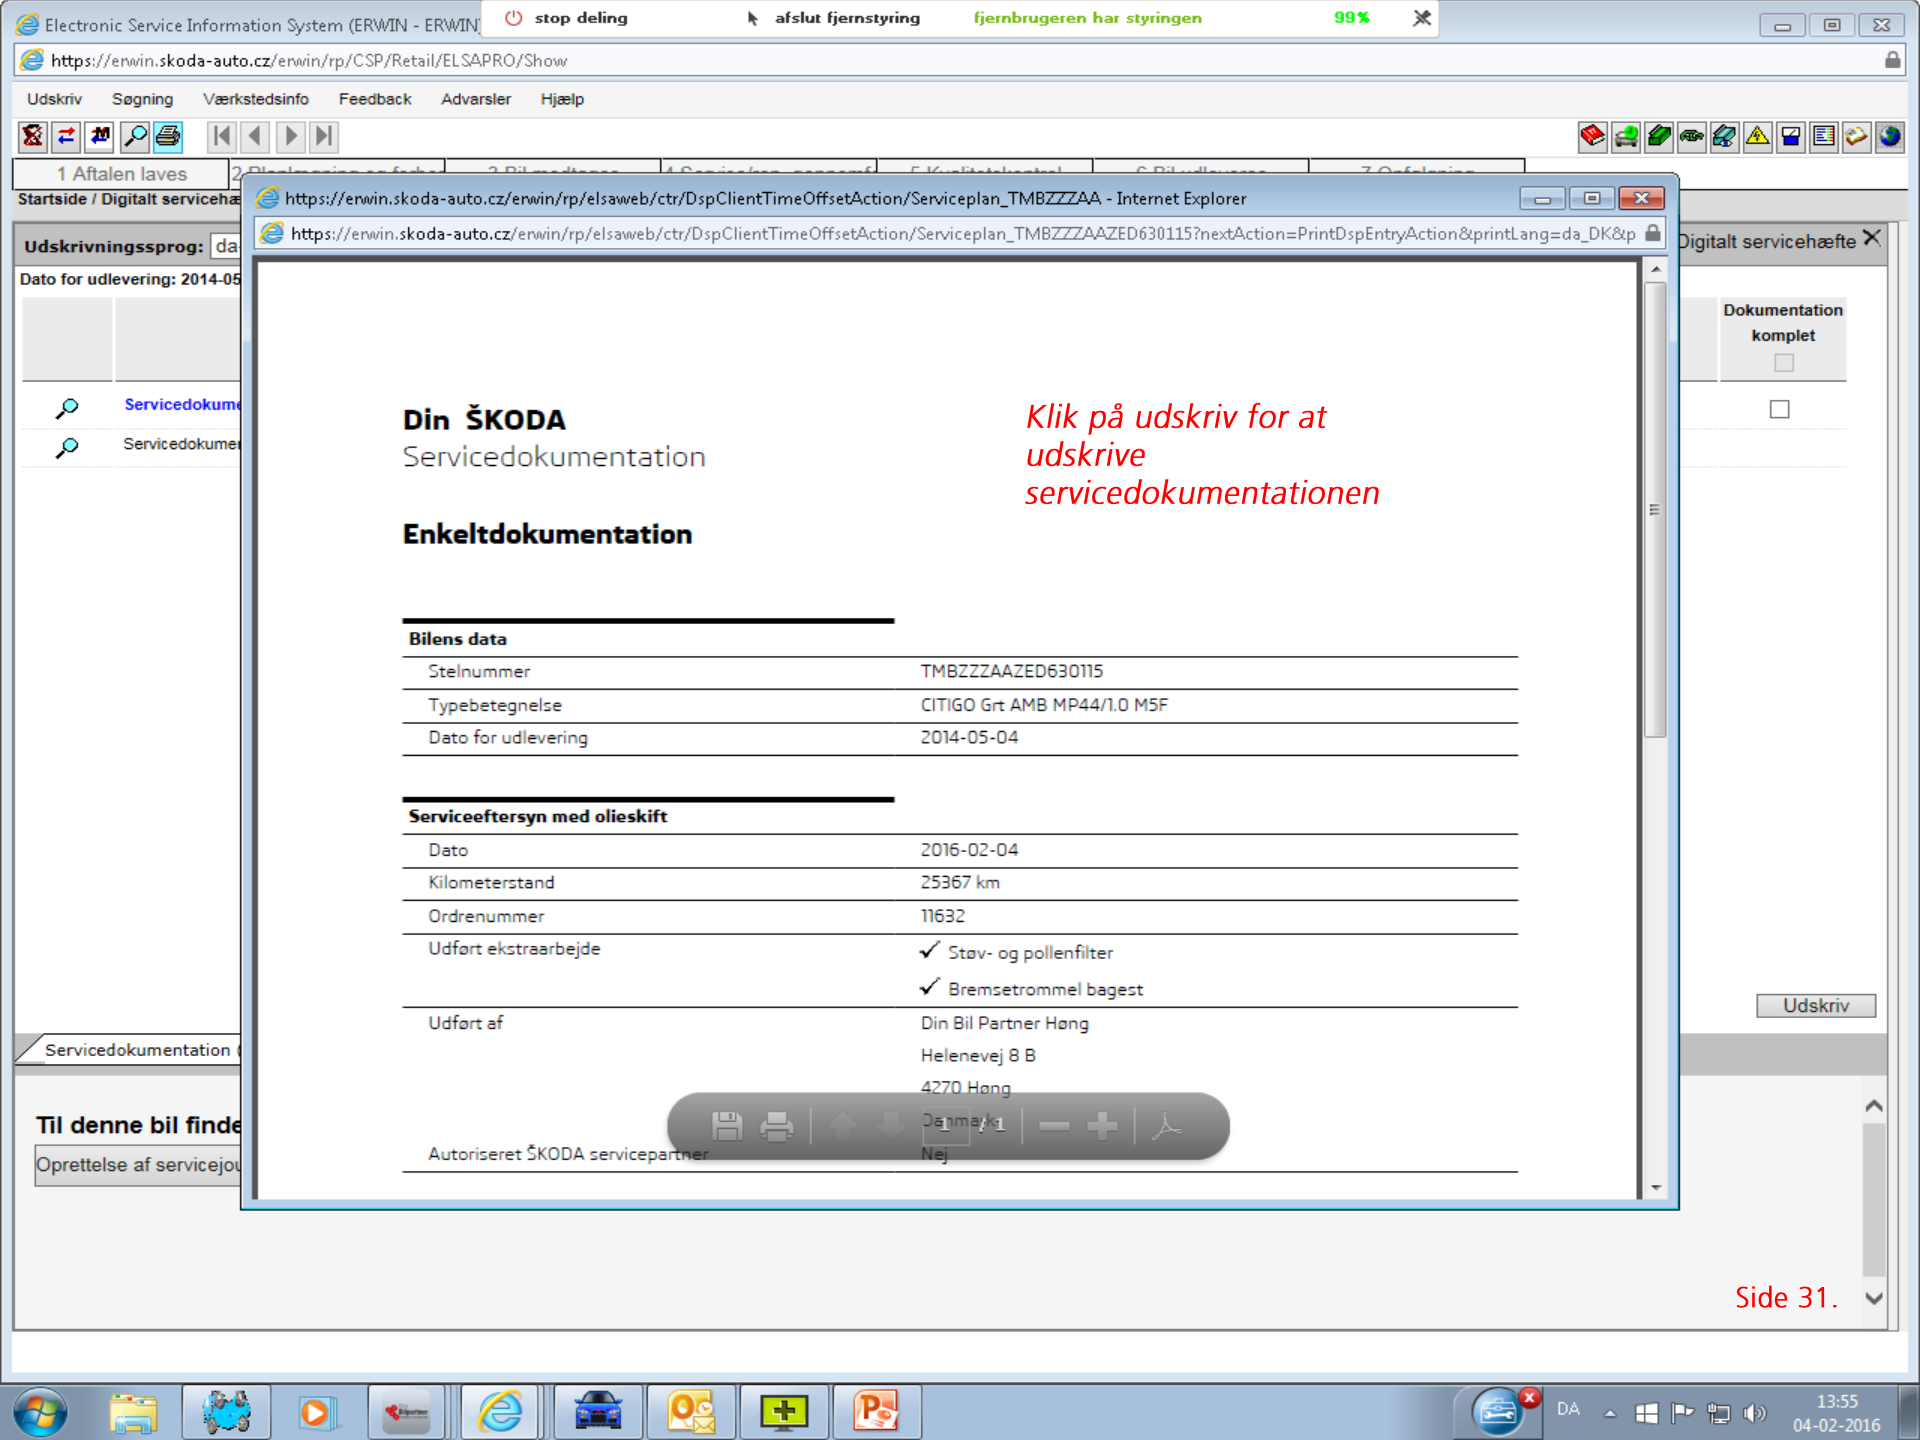 Electronic Service Information System (ERWIN - ERWIN)
stop deling
afslut fjernstyring
fjernbrugeren har styringen
99%
https://erwin.skoda-auto.cz/erwin/rp/CSP/Retail/ELSAPRO/Show
Udskriv Søgning Værkstedsinfo Feedback Advarsler Hjælp
1 Aftalen laves
Startside / Digitalt servicehæ
https://erwin.skoda-auto.cz/erwin/rp/elsaweb/ctr/DspClientTimeOffsetAction/Serviceplan_TMBZZZAA - Internet Explorer
https://erwin.skoda-auto.cz/erwin/rp/elsaweb/ctr/DspClientTimeOffsetAction/Serviceplan_TMBZZZAAZED630115?nextAction=PrintDspEntryAction&printLang=da_DK&p
Udskrivningssprog: da-
Digitalt servicehæfte
Dato for udlevering: 2014-05
Dokumentation
komplet
Servicedokume
Servicedokumen
Din ŠKODA
Servicedokumentation
Klik på udskriv for at
udskrive
servicedokumentationen
Enkeltdokumentation
Bilens data
Stelnummer TMBZZZAAZED630115
Typebetegnelse CITIGO Grt AMB MP44/1.0 M5F
Dato for udlevering 2014-05-04
Serviceeftersyn med olieskift
Dato 2016-02-04
Kilometerstand 25367 km
Ordrenummer 11632
Udført ekstraarbejde Støv- og pollenfilter
Bremsetrommel bagest
Udført af Din Bil Partner Høng
Helenevej 8 B
4270 Høng
Danmark
1 / 1
Autoriseret ŠKODA servicepartner Nej
Udskriv
Servicedokumentation (
Til denne bil finde
Oprettelse af servicejou
Side 31.
DA
13:55
04-02-2016